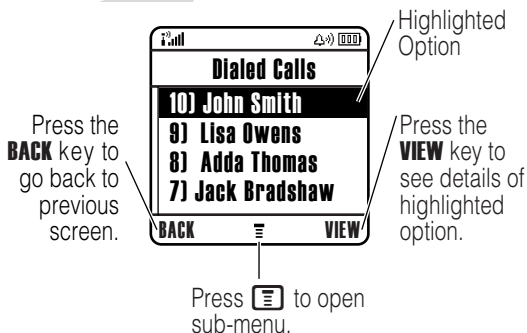 Highlighted
Option
Dialed Calls
10) John Smith
9) Lisa Owens
8) Adda Thomas
7) Jack Bradshaw
BACK
VIEW
Press the
BACK key to
go back to
previous
screen.
Press the
VIEW key to
see details of
highlighted
option.
Press to open
sub-menu.